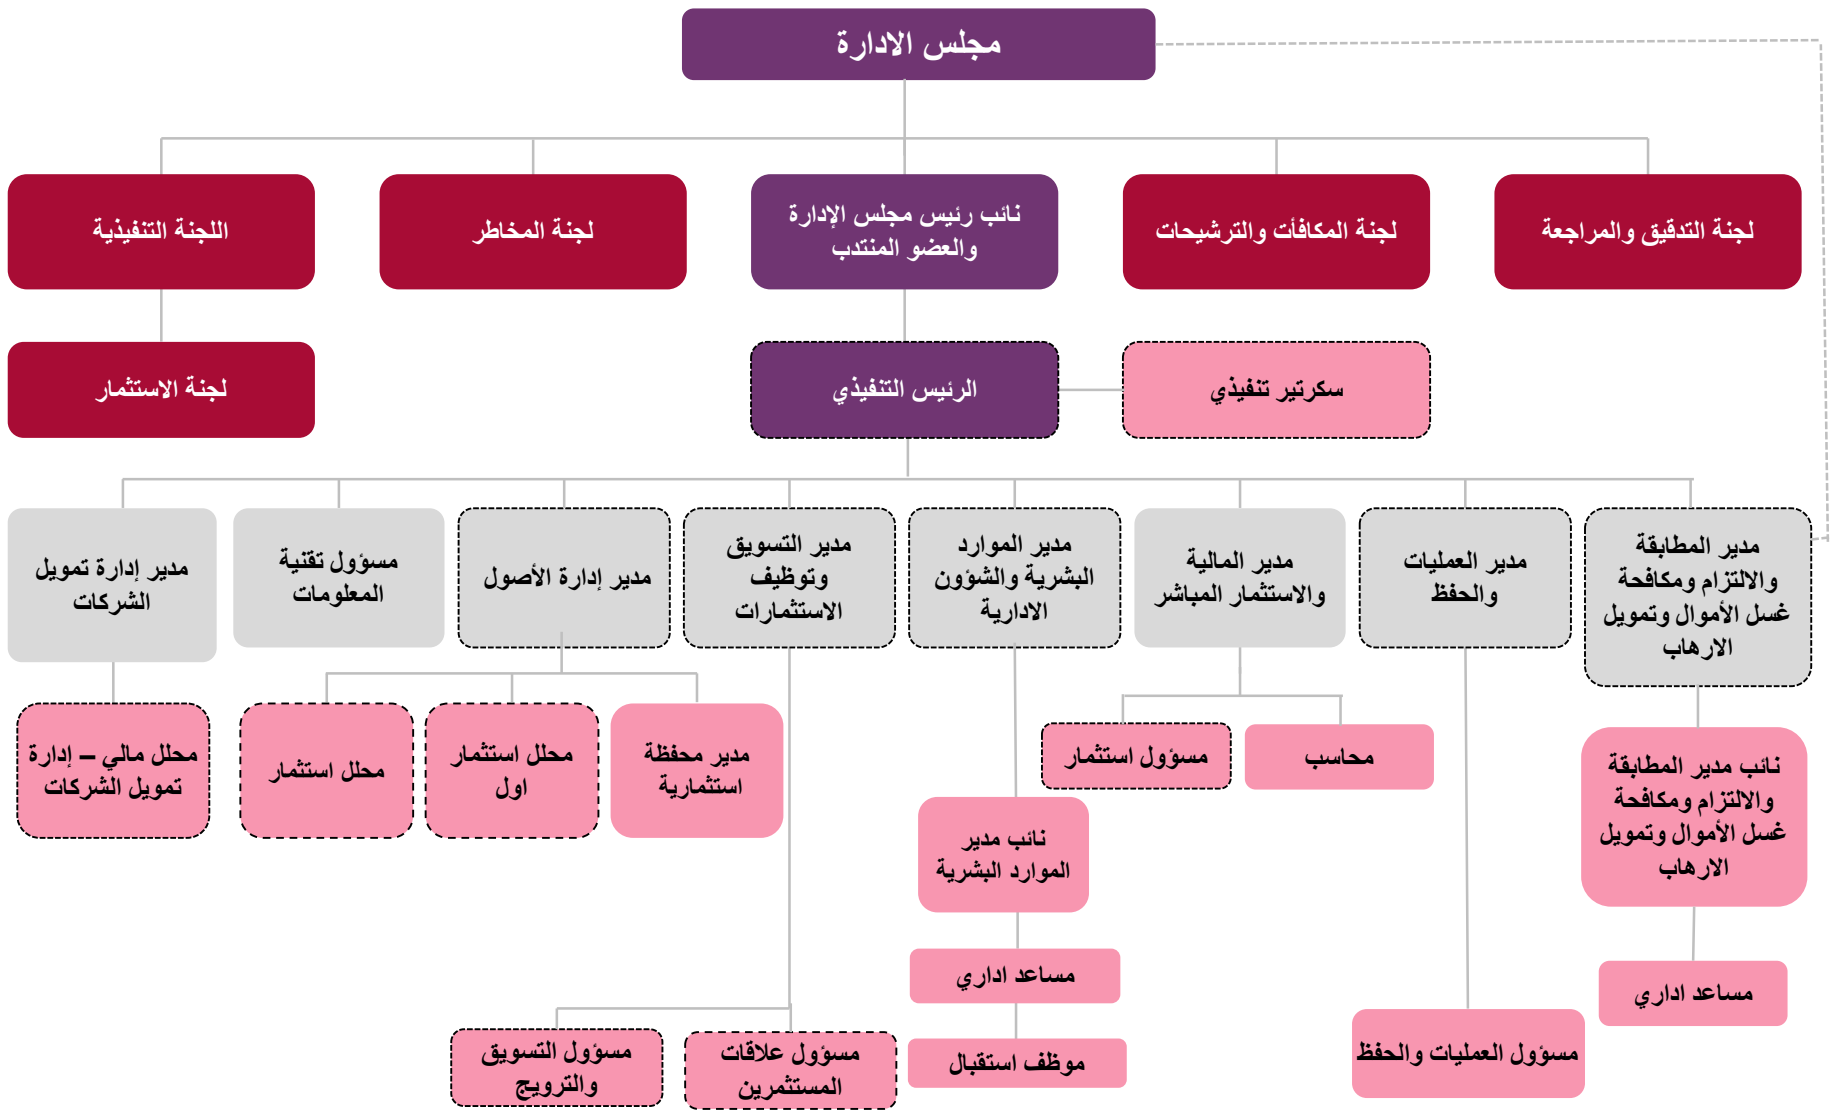 مجلس الادارة
لجنة التدقيق والمراجعة
لجنة المكافأت والترشيحات
نائب رئيس مجلس الإدارة
والعضو المنتدب
لجنة المخاطر
اللجنة التنفيذية
سكرتير تنفيذي
الرئيس التنفيذي
لجنة الاستثمار
مدير المطابقة
والالتزام ومكافحة
غسل الأموال وتمويل
الارهاب
مدير العمليات
والحفظ
مدير المالية
والاستثمار المباشر
مدير الموارد
البشرية والشؤون
الادارية
مدير التسويق
وتوظيف
الاستثمارات
مدير إدارة الأصول
مسؤول تقنية
المعلومات
مدير إدارة تمويل
الشركات
نائب مدير المطابقة
والالتزام ومكافحة
غسل الأموال وتمويل
الارهاب
محاسب
مسؤول استثمار
مدير محفظة
استثمارية
محلل استثمار
اول
محلل استثمار
محلل مالي – إدارة
تمويل الشركات
نائب مدير
الموارد البشرية
مساعد اداري
مساعد اداري
مسؤول العمليات والحفظ
موظف استقبال
مسؤول علاقات
المستثمرين
مسؤول التسويق
والترويج